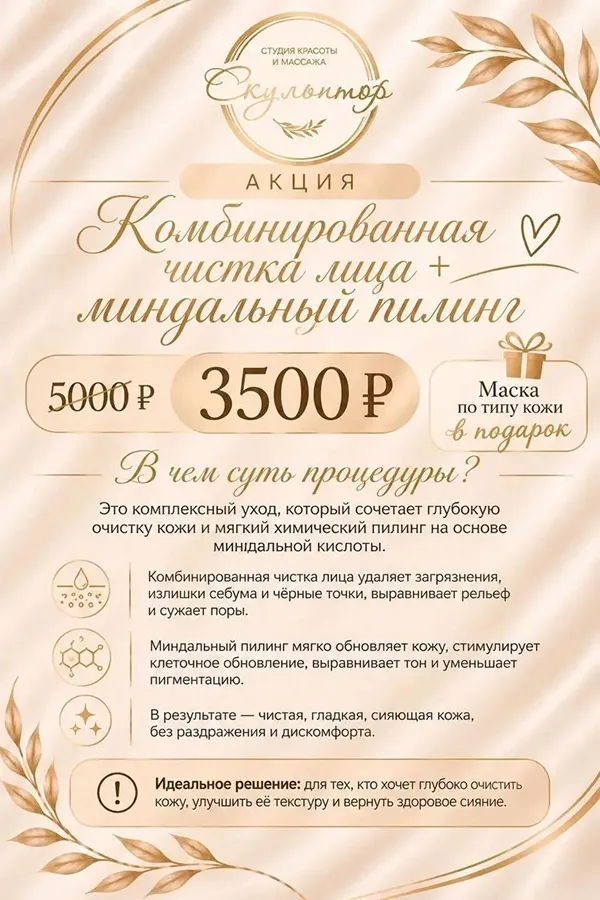 СТУДИЯ КРАСОТЫ
И МАССАЖА
Скульптор
АКЦИЯ
Комбинированная
чистка лица +
миндальный пилинг
5000 ₽
3500 ₽
Маска
по типу кожи
в подарок
В чем суть процедуры?
Это комплексный уход, который сочетает глубокую
очистку кожи и мягкий химический пилинг на основе
миндальной кислоты.
Комбинированная чистка лица удаляет загрязнения,
излишки себума и чёрные точки, выравнивает рельеф
и сужает поры.
Миндальный пилинг мягко обновляет кожу, стимулирует
клеточное обновление, выравнивает тон и уменьшает
пигментацию.
В результате — чистая, гладкая, сияющая кожа,
без раздражения и дискомфорта.
Идеальное решение: для тех, кто хочет глубоко очистить
кожу, улучшить её текстуру и вернуть здоровое сияние.